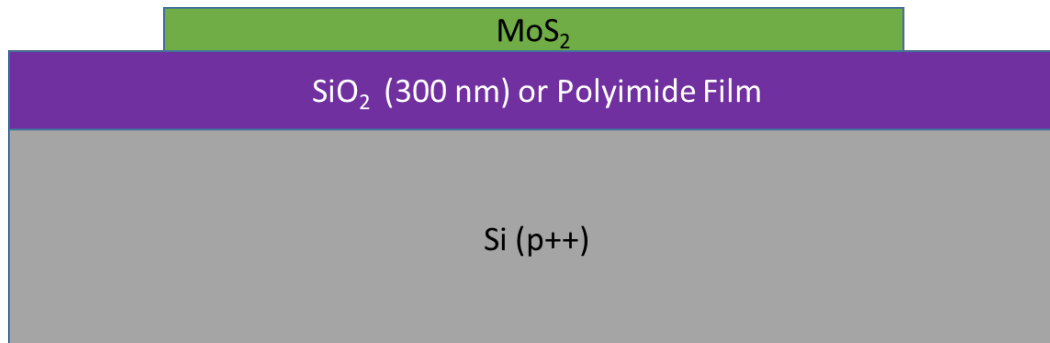 MoS₂
SiO₂ (300 nm) or Polyimide Film
Si (p++)